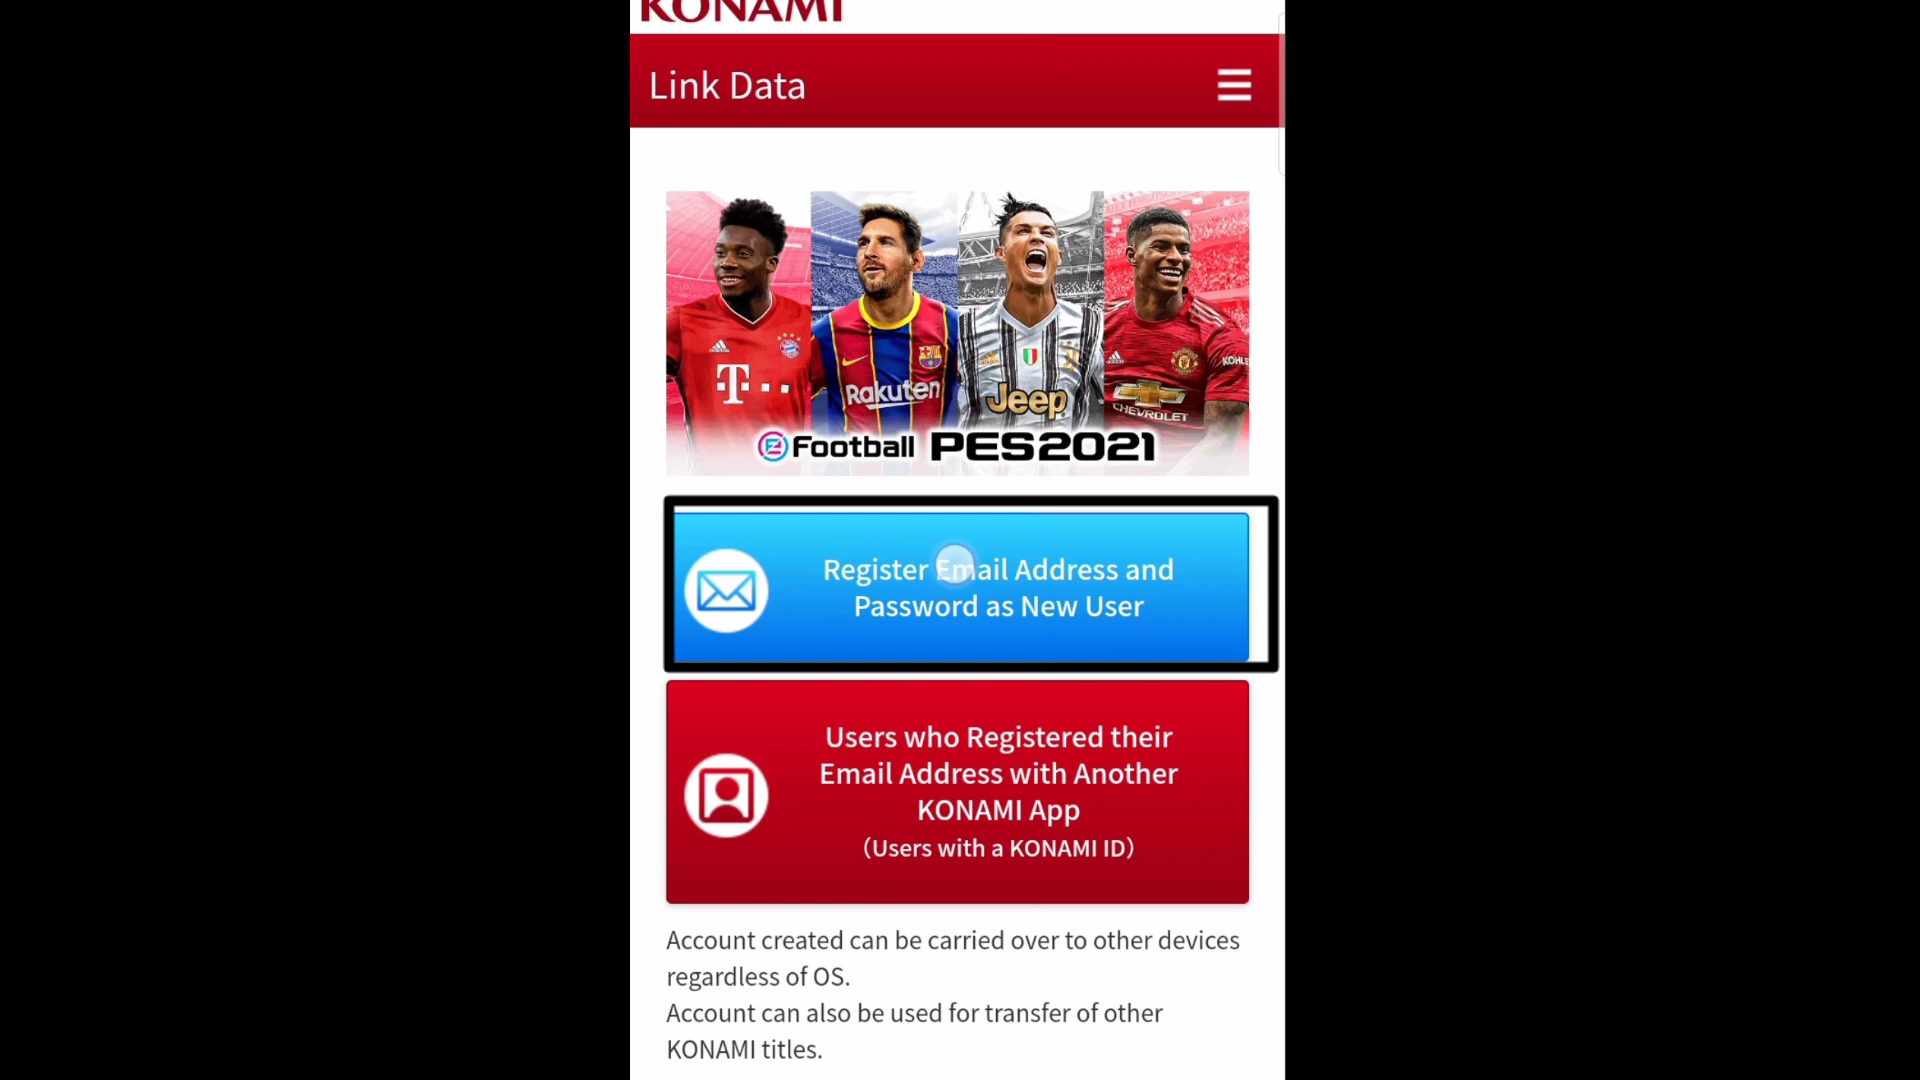 KONAMI
Link Data
T . .
Rakuten
Jeep
KOHL
CHEVROLET
Football PES2021
Register Email Address and
Password as New User
Users who Registered their
Email Address with Another
KONAMI App
(Users with a KONAMI ID)
Account created can be carried over to other devices
regardless of OS.
Account can also be used for transfer of other
KONAMI titles.